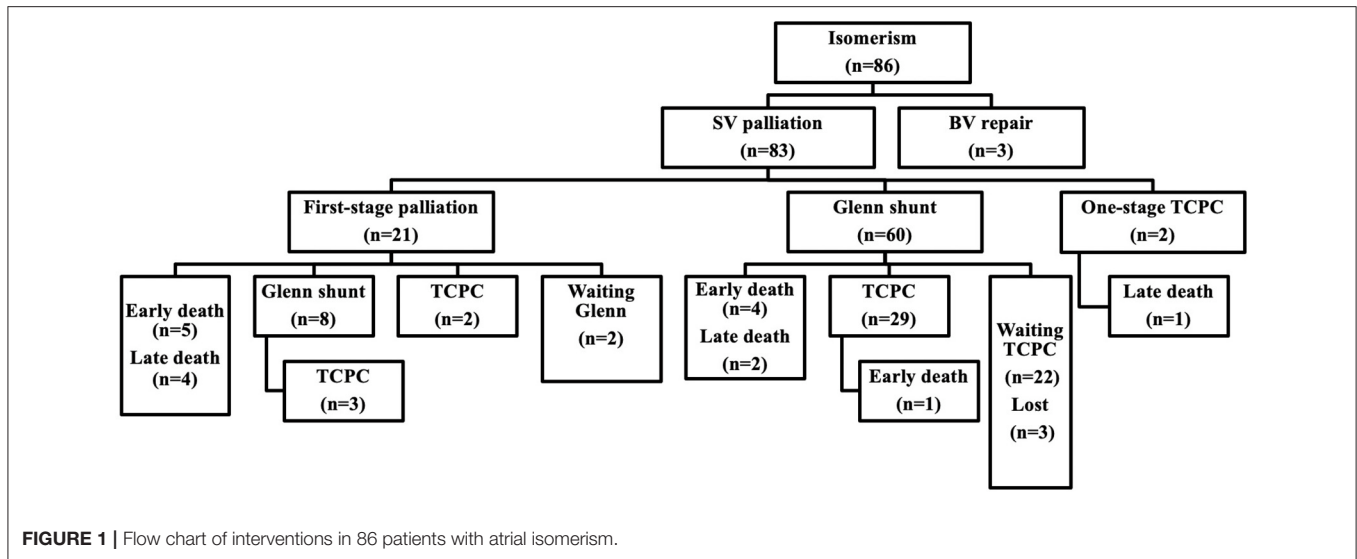 Isomerism
(n=86)
SV palliation
(n=83)
BV repair
(n=3)
First-stage palliation
(n=21)
Glenn shunt
(n=60)
One-stage TCPC
(n=2)
Early death
(n=5)
Late death
(n=4)
Glenn shunt
(n=8)
TCPC
(n=3)
TCPC
(n=2)
Waiting
Glenn
(n=2)
Early death
(n=4)
Late death
(n=2)
TCPC
(n=29)
Early death
(n=1)
Waiting
TCPC
(n=22)
Lost
(n=3)
Late death
(n=1)
FIGURE 1 | Flow chart of interventions in 86 patients with atrial isomerism.